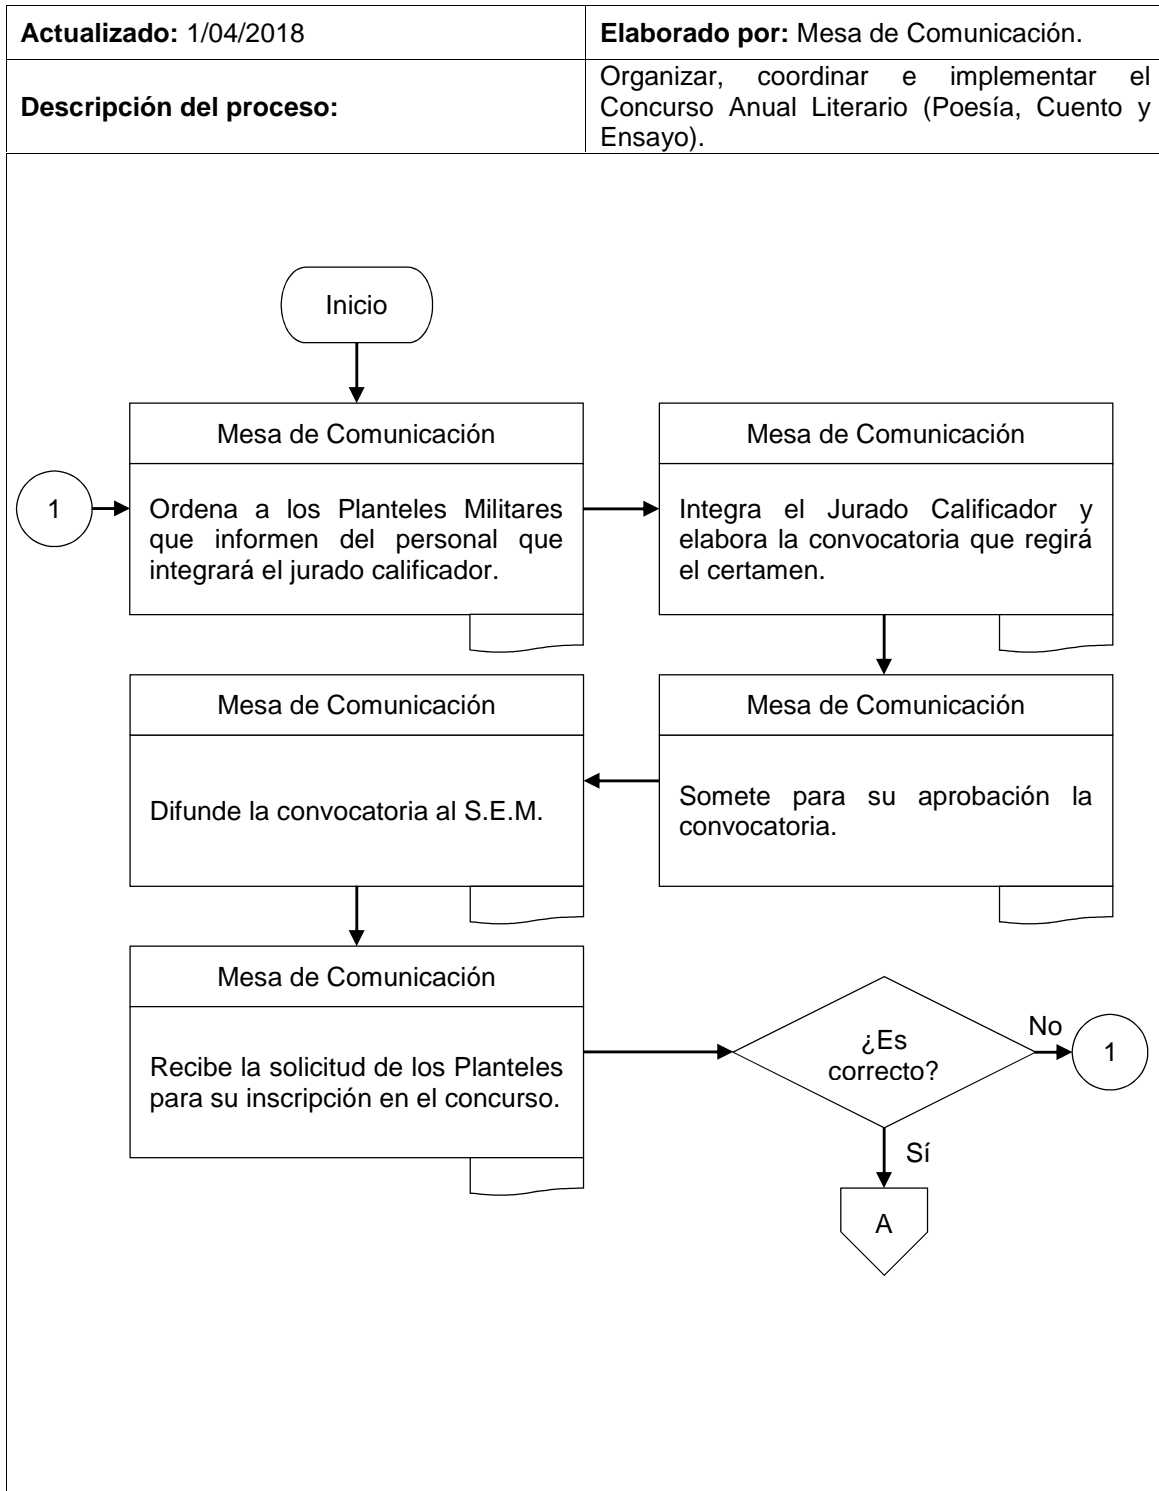 Actualizado: 1/04/2018
Elaborado por: Mesa de Comunicación.
Descripción del proceso:
Organizar, coordinar e implementar el
Concurso Anual Literario (Poesía, Cuento y
Ensayo).
Inicio
Mesa de Comunicación
1
Ordena a los Planteles Militares
que informen del personal que
integrará el jurado calificador.
Mesa de Comunicación
Integra el Jurado Calificador y
elabora la convocatoria que regirá
el certamen.
Mesa de Comunicación
Somete para su aprobación la
convocatoria.
Mesa de Comunicación
Difunde la convocatoria al S.E.M.
Mesa de Comunicación
Recibe la solicitud de los Planteles
para su inscripción en el concurso.
¿Es
correcto?
No
1
Sí
A